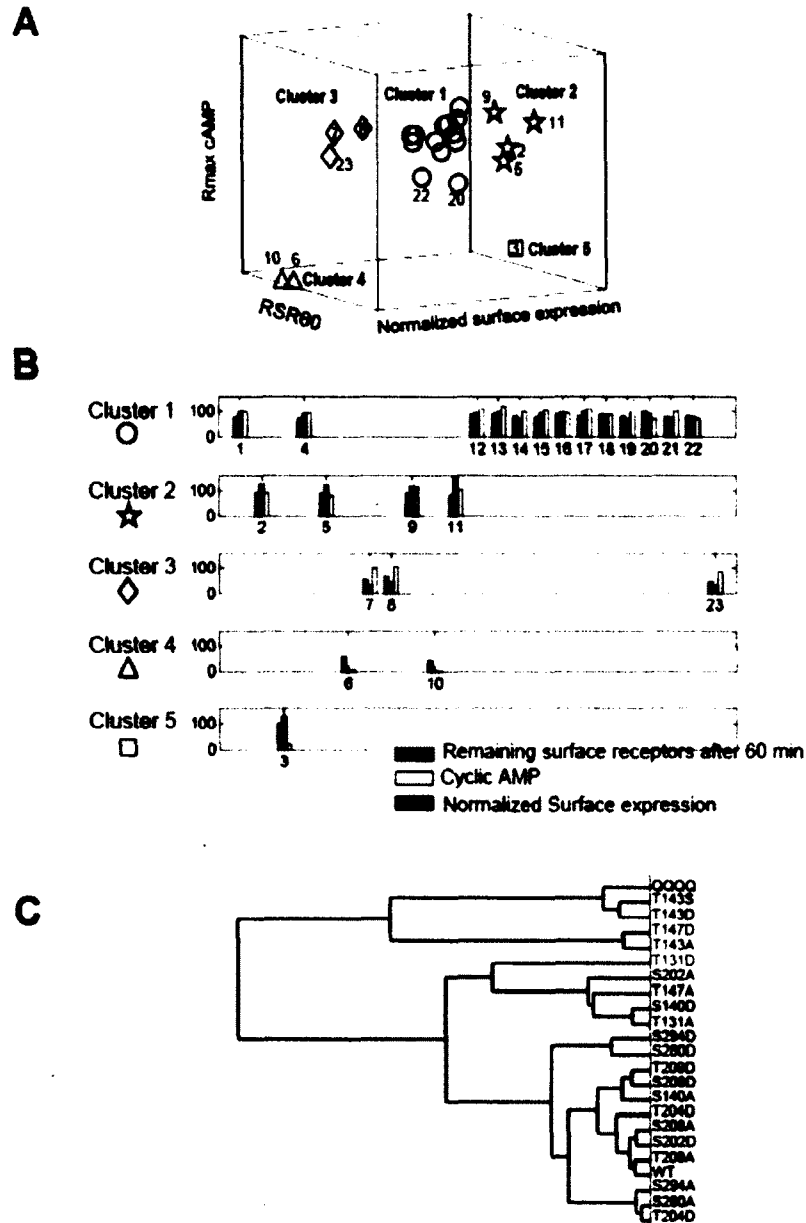 A
Cluster 3
Cluster 1
Cluster 2
9
11
2
5
23
22
20
3 Cluster 5
10 6
Cluster 4
Rmax cAMP
RSR60
Normalized surface expression
B
Cluster 1
100
0
1 4 12 13 14 15 16 17 18 19 20 21 22
Cluster 2
100
0
2 5 9 11
Cluster 3
100
0
7 8 23
Cluster 4
100
0
6 10
Cluster 5
100
0
3
Remaining surface receptors after 60 min
Cyclic AMP
Normalized Surface expression
C
QQQQ
T143S
T143D
T147D
T143A
T131D
S202A
T147A
S140D
T131A
S294D
S280D
T209D
S208D
S140A
T204D
S208A
S202D
T209A
WT
S294A
S280A
T204D